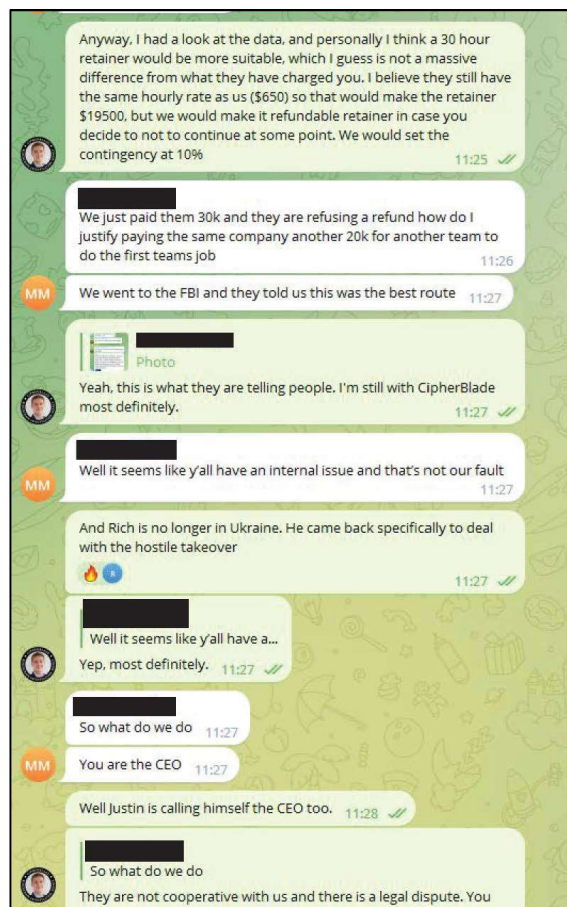 Anyway, I had a look at the data, and personally I think a 30 hour
retainer would be more suitable, which I guess is not a massive
difference from what they have charged you. I believe they still have
the same hourly rate as us ($650) so that would make the retainer
$19500, but we would make it refundable retainer in case you
decide to not to continue at some point. We would set the
contingency at 10%
11:25
We just paid them 30k and they are refusing a refund how do I
justify paying the same company another 20k for another team to
do the first teams job
11:26
MM
We went to the FBI and they told us this was the best route 11:27
Photo
Yeah, this is what they are telling people. I'm still with CipherBlade
most definitely.
11:27
MM
Well it seems like y'all have an internal issue and that's not our fault
11:27
And Rich is no longer in Ukraine. He came back specifically to deal
with the hostile takeover
R
11:27
Well it seems like y'all have a...
Yep, most definitely. 11:27
So what do we do 11:27
MM
You are the CEO 11:27
Well Justin is calling himself the CEO too. 11:28
So what do we do
They are not cooperative with us and there is a legal dispute. You